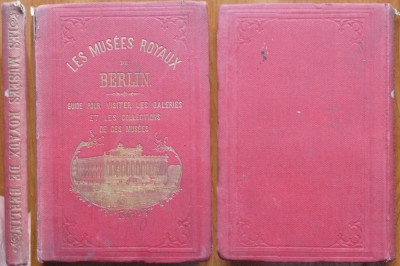 LES MUSÉES ROYAUX DE BERLIN
LES MUSÉES ROYAUX
DE
BERLIN
GUIDE POUR VISITER LES GALERIES
ET LES COLLECTIONS
DE CES MUSÉES